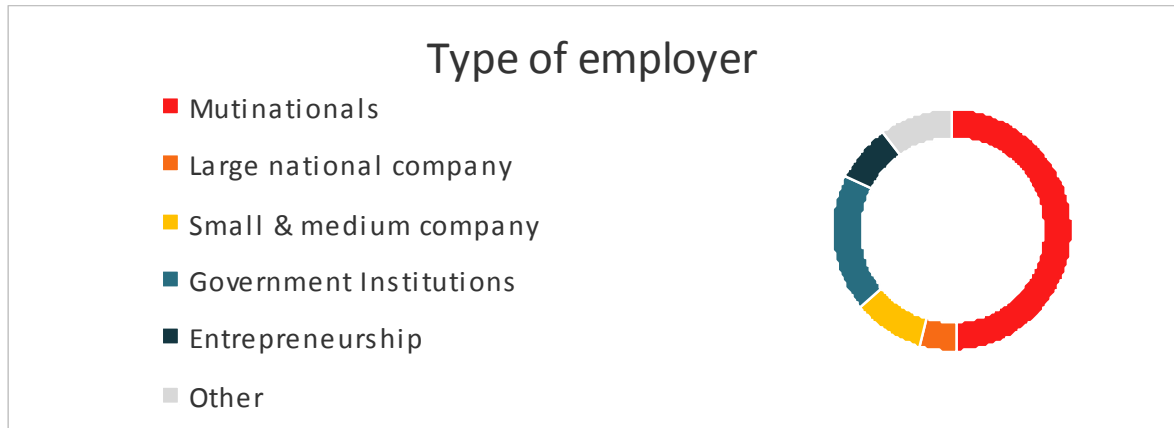 Type of employer
Mutinationals
Large national company
Small & medium company
Government Institutions
Entrepreneurship
Other